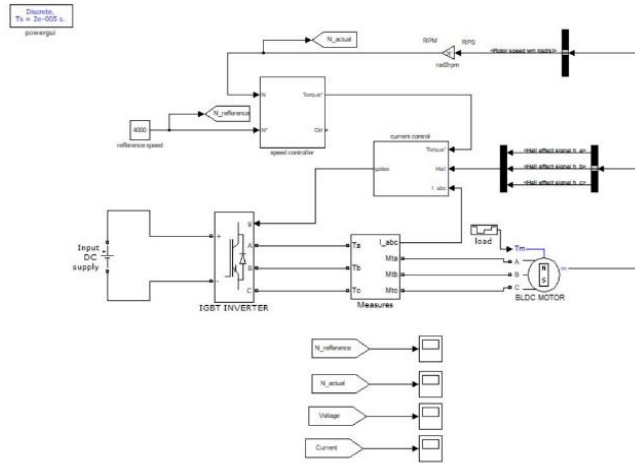 Discrete,
Ts = 2e-005 s.
powergui
N_actual
RPM
RPS
rad2rpm
<Rotor speed wm rad/s>
N
Torque*
N_refference
4000
N*
Ctrl
refference speed
speed controller
current control
Torque*
gates
Hall
I_abc
<Hall effect signal h_a>
<Hall effect signal h_b>
<Hall effect signal h_c>
Input
DC
supply
+
-
g
A
B
C
IGBT INVERTER
Ta
Tb
Tc
I_abc
Mta
Mtb
Mtc
Measures
load
Tm
A
B
C
N
S
m
BLDC MOTOR
N_refference
N_actual
Voltage
Current